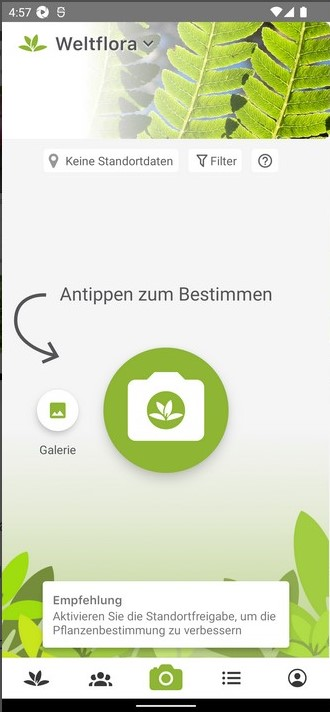 4:57
Weltflora
Keine Standortdaten
Filter
Antippen zum Bestimmen
Galerie
Empfehlung
Aktivieren Sie die Standortfreigabe, um die
Pflanzenbestimmung zu verbessern